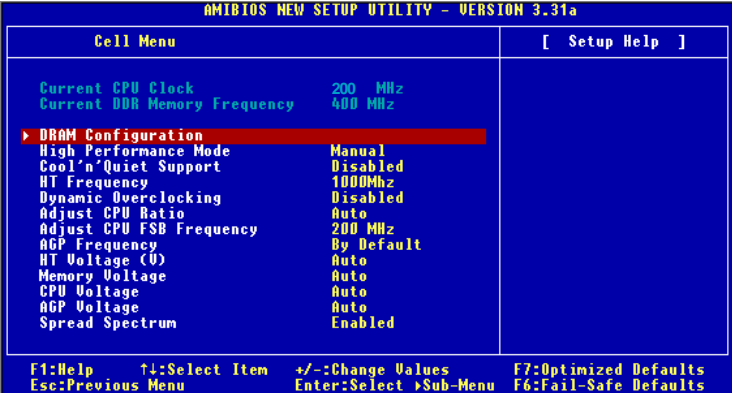 AMIBIOS NEW SETUP UTILITY - VERSION 3.31a
Cell Menu
[ Setup Help ]
Current CPU Clock 200 MHz
Current DDR Memory Frequency 400 MHz
DRAM Configuration
High Performance Mode Manual
Cool'n'Quiet Support Disabled
HT Frequency 1000Mhz
Dynamic Overclocking Disabled
Adjust CPU Ratio Auto
Adjust CPU FSB Frequency 200 MHz
AGP Frequency By Default
HT Voltage (V) Auto
Memory Voltage Auto
CPU Voltage Auto
AGP Voltage Auto
Spread Spectrum Enabled
F1:Help ↑↓:Select Item +/-:Change Values F7:Optimized Defaults
Esc:Previous Menu Enter:Select ▸Sub-Menu F6:Fail-Safe Defaults